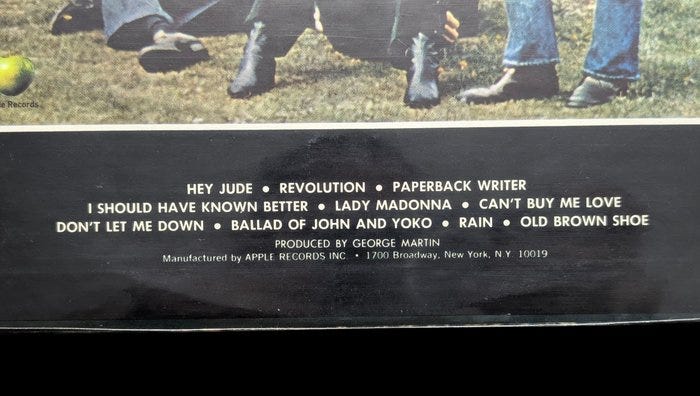 le Records
HEY JUDE • REVOLUTION • PAPERBACK WRITER
I SHOULD HAVE KNOWN BETTER • LADY MADONNA • CAN'T BUY ME LOVE
DON'T LET ME DOWN • BALLAD OF JOHN AND YOKO • RAIN • OLD BROWN SHOE
PRODUCED BY GEORGE MARTIN
Manufactured by APPLE RECORDS INC. • 1700 Broadway, New York, N.Y. 10019